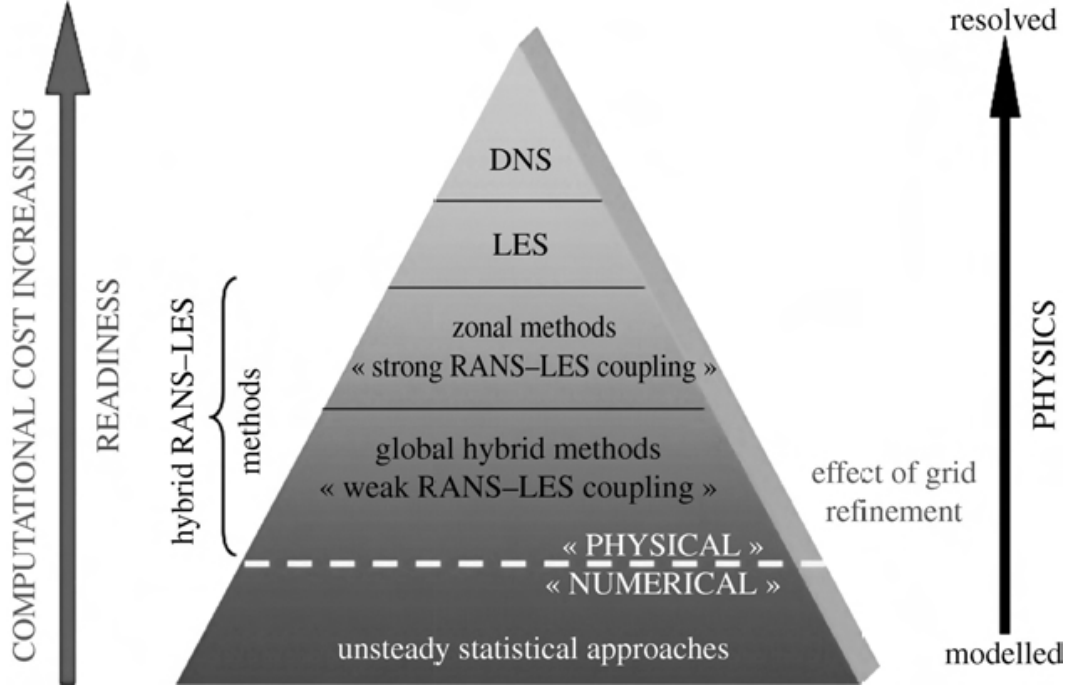 COMPUTATIONAL COST INCREASING
READINESS
hybrid RANS–LES
methods
DNS
LES
zonal methods
« strong RANS–LES coupling »
global hybrid methods
« weak RANS–LES coupling »
« PHYSICAL »
« NUMERICAL »
unsteady statistical approaches
effect of grid
refinement
resolved
PHYSICS
modelled